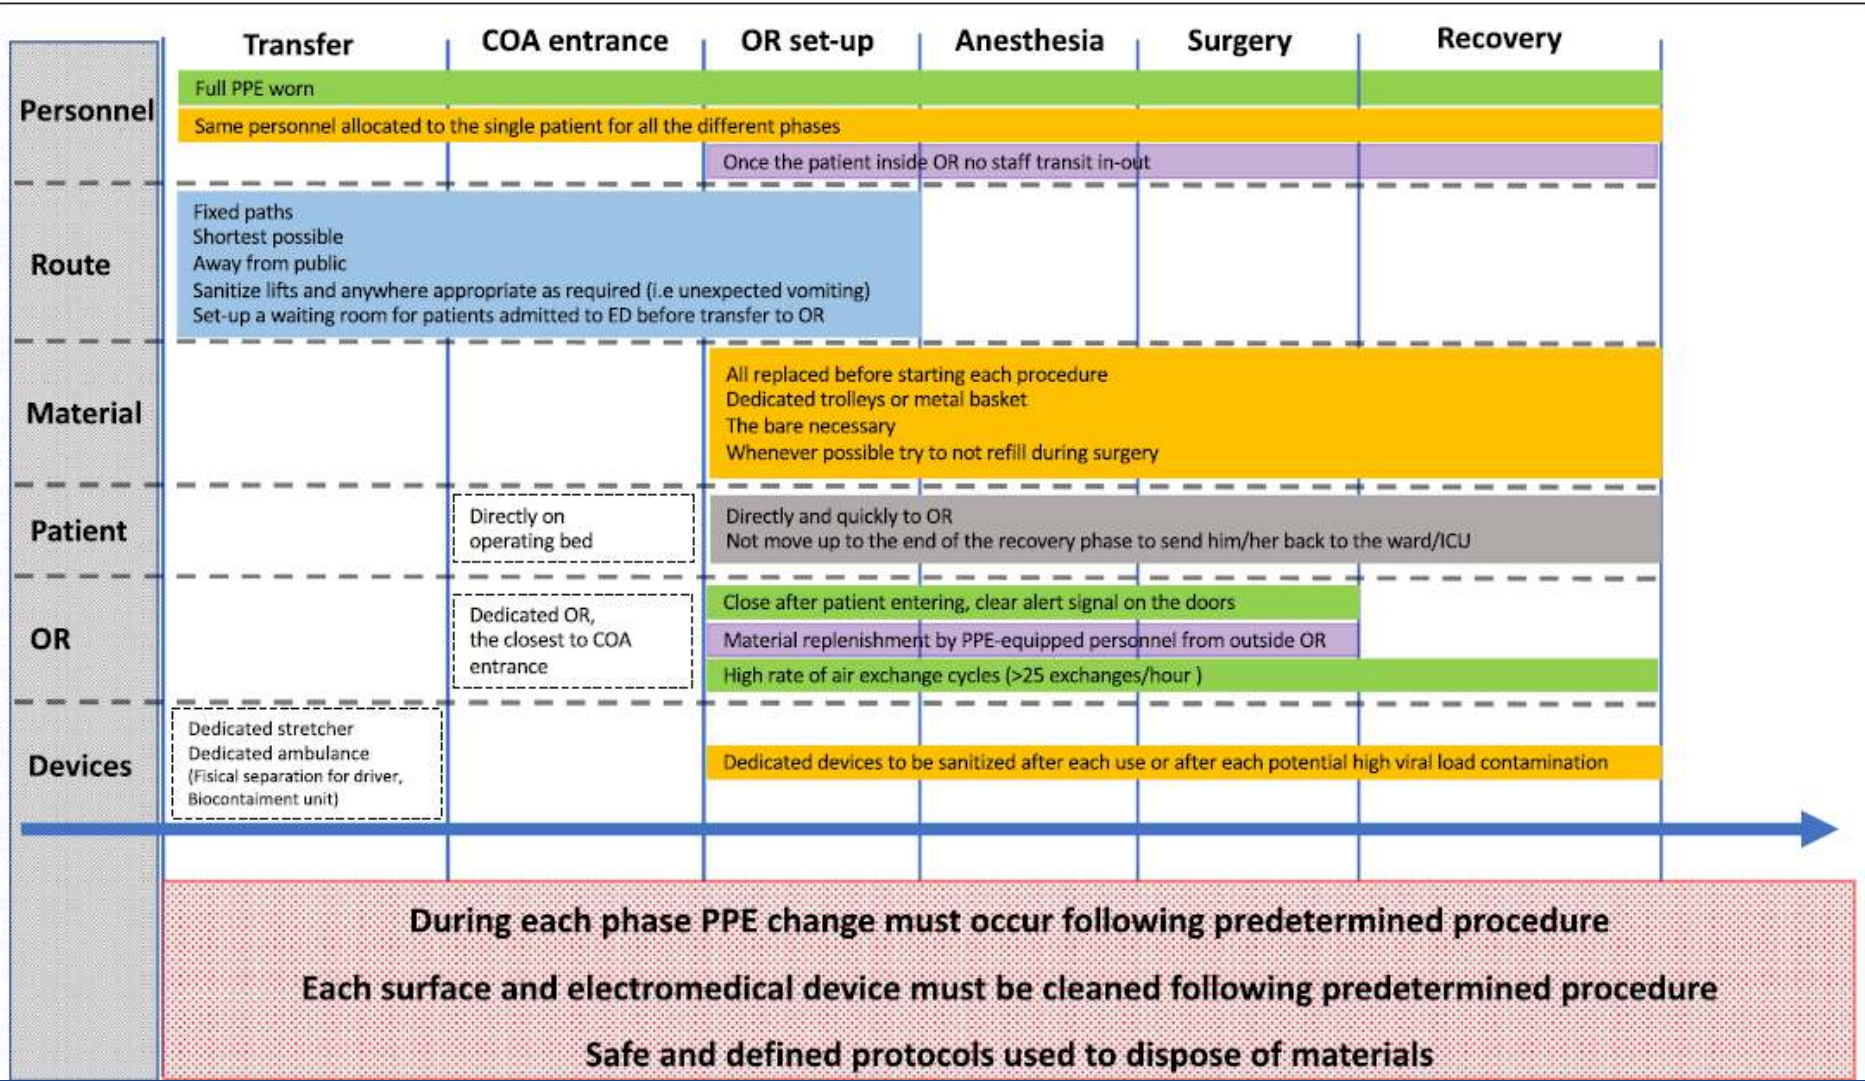 Transfer
COA entrance
OR set-up
Anesthesia
Surgery
Recovery
Personnel
Full PPE worn
Same personnel allocated to the single patient for all the different phases
Once the patient inside OR no staff transit in-out
Route
Fixed paths
Shortest possible
Away from public
Sanitize lifts and anywhere appropriate as required (i.e unexpected vomiting)
Set-up a waiting room for patients admitted to ED before transfer to OR
Material
All replaced before starting each procedure
Dedicated trolleys or metal basket
The bare necessary
Whenever possible try to not refill during surgery
Patient
Directly on
operating bed
Directly and quickly to OR
Not move up to the end of the recovery phase to send him/her back to the ward/ICU
OR
Dedicated OR,
the closest to COA
entrance
Close after patient entering, clear alert signal on the doors
Material replenishment by PPE-equipped personnel from outside OR
High rate of air exchange cycles (>25 exchanges/hour )
Devices
Dedicated stretcher
Dedicated ambulance
(Fisical separation for driver,
Biocontaiment unit)
Dedicated devices to be sanitized after each use or after each potential high viral load contamination
During each phase PPE change must occur following predetermined procedure
Each surface and electromedical device must be cleaned following predetermined procedure
Safe and defined protocols used to dispose of materials